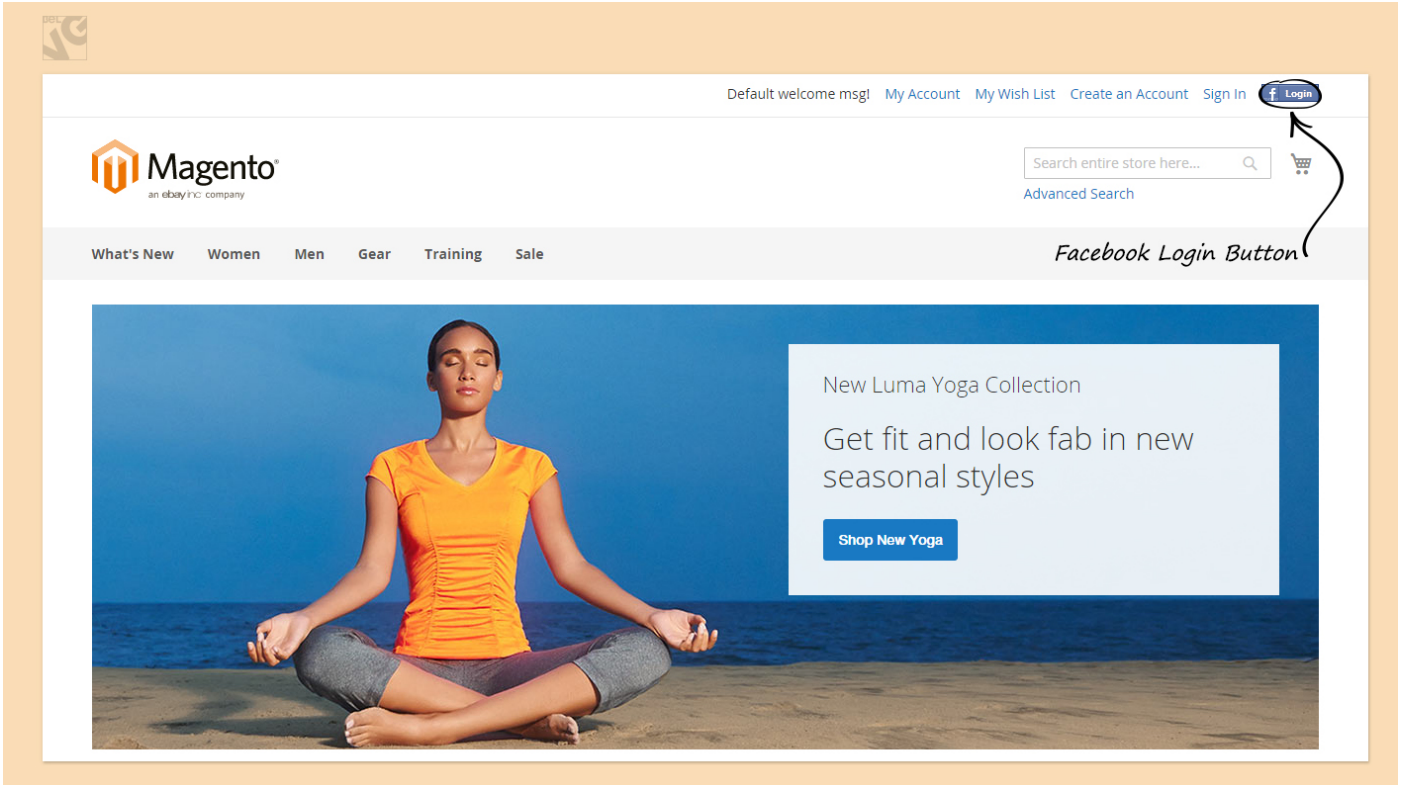 BEL
VG
Default welcome msg! My Account My Wish List Create an Account Sign In f Login
Magento®
an ebay inc company
Search entire store here...
Advanced Search
What's New Women Men Gear Training Sale
Facebook Login Button
New Luma Yoga Collection
Get fit and look fab in new
seasonal styles
Shop New Yoga